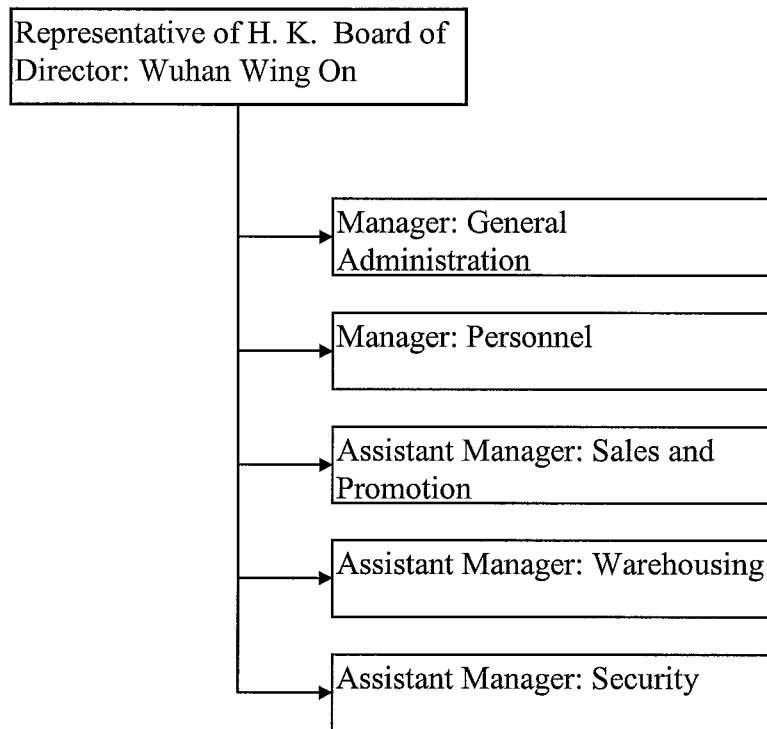 Representative of H. K. Board of
Director: Wuhan Wing On
Manager: General
Administration
Manager: Personnel
Assistant Manager: Sales and
Promotion
Assistant Manager: Warehousing
Assistant Manager: Security